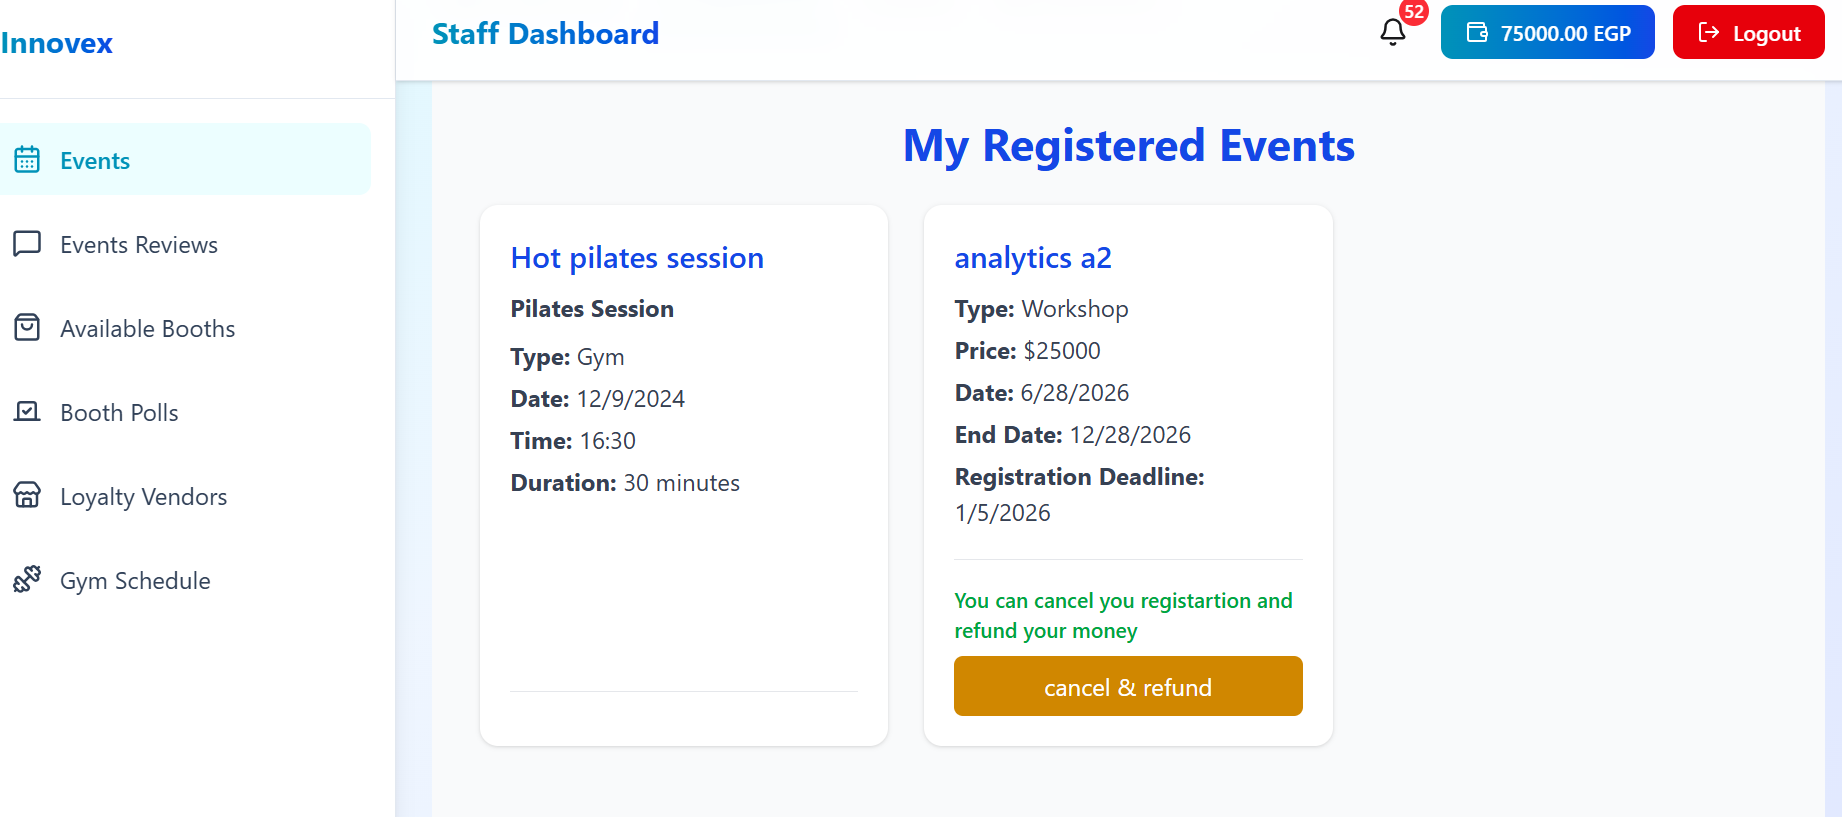 Innovex
Staff Dashboard
52
75000.00 EGP
Logout
Events
Events Reviews
Available Booths
Booth Polls
Loyalty Vendors
Gym Schedule
My Registered Events
Hot pilates session
Pilates Session
Type: Gym
Date: 12/9/2024
Time: 16:30
Duration: 30 minutes
analytics a2
Type: Workshop
Price: $25000
Date: 6/28/2026
End Date: 12/28/2026
Registration Deadline:
1/5/2026
You can cancel you registartion and
refund your money
cancel & refund